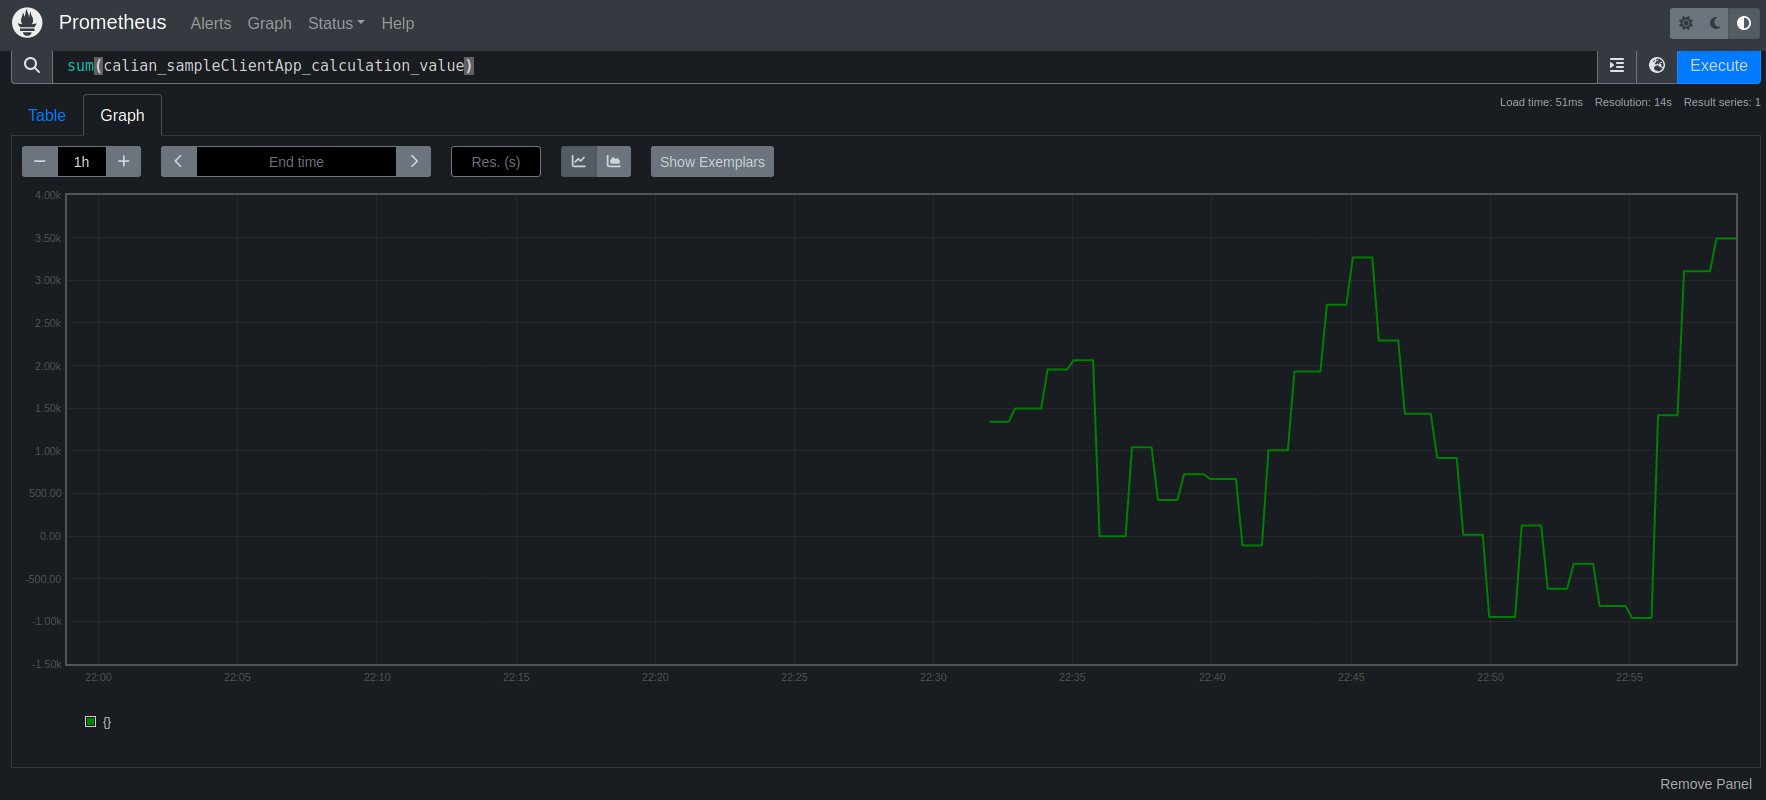 Prometheus Alerts Graph Status Help
sum(calian_sampleClientApp_calculation_value) Execute
Load time: 51ms Resolution: 14s Result series: 1
Table Graph
1h End time Res. (s) Show Exemplars
4.00k
3.50k
3.00k
2.50k
2.00k
1.50k
1.00k
500.00
0.00
-500.00
-1.00k
-1.50k
22:00 22:05 22:10 22:15 22:20 22:25 22:30 22:35 22:40 22:45 22:50 22:55
{}
Remove Panel